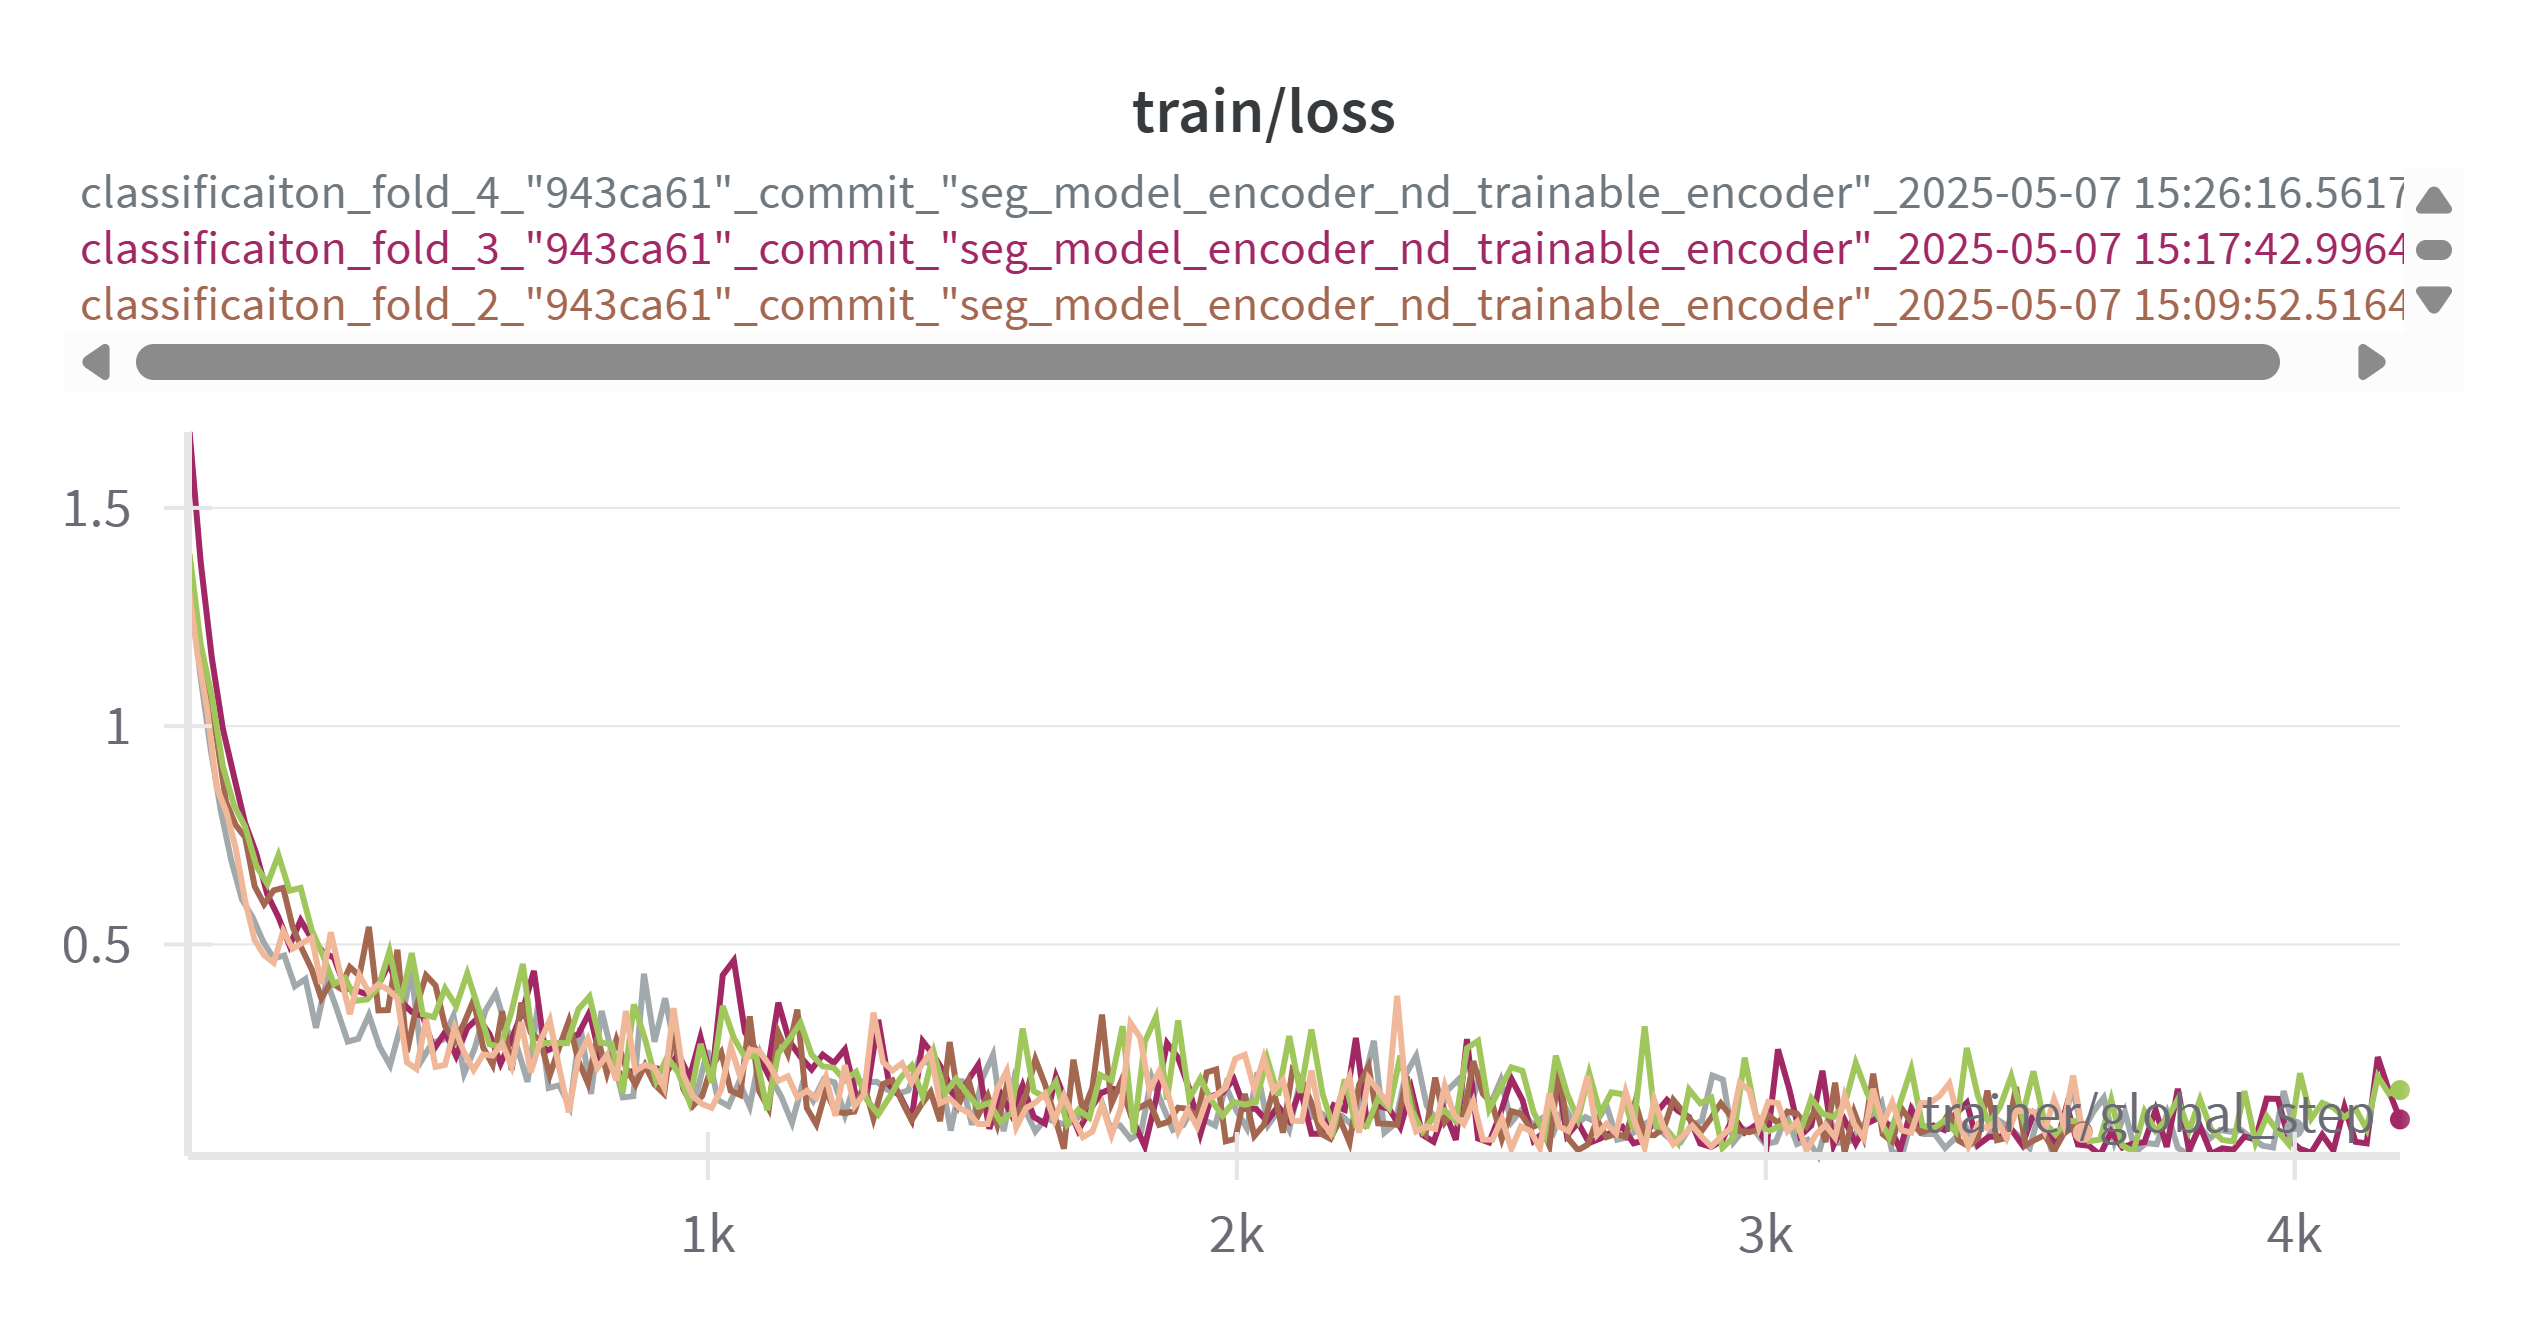 train/loss
classificaiton_fold_4_"943ca61"_commit_"seg_model_encoder_nd_trainable_encoder"_2025-05-07 15:26:16.5617
classificaiton_fold_3_"943ca61"_commit_"seg_model_encoder_nd_trainable_encoder"_2025-05-07 15:17:42.9964
classificaiton_fold_2_"943ca61"_commit_"seg_model_encoder_nd_trainable_encoder"_2025-05-07 15:09:52.5164
1.5
1
0.5
trainer/global_step
1k 2k 3k 4k